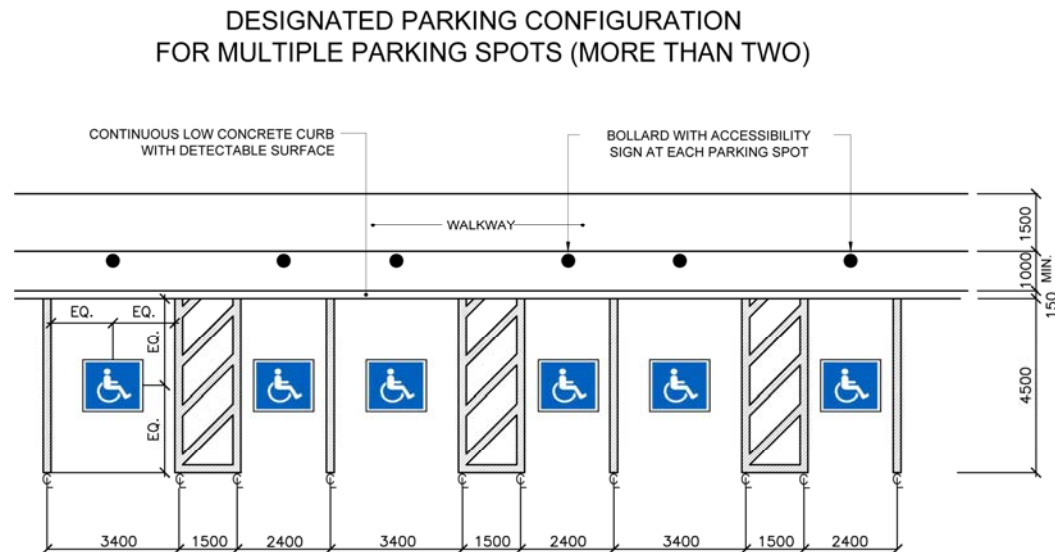 DESIGNATED PARKING CONFIGURATION
FOR MULTIPLE PARKING SPOTS (MORE THAN TWO)
CONTINUOUS LOW CONCRETE CURB
WITH DETECTABLE SURFACE
BOLLARD WITH ACCESSIBILITY
SIGN AT EACH PARKING SPOT
WALKWAY
1500
1000
MIN.
150
EQ. EQ.
EQ.
EQ.
4500
℄ ℄ ℄ ℄ ℄ ℄ ℄ ℄ ℄ ℄
3400 1500 2400 3400 1500 2400 3400 1500 2400